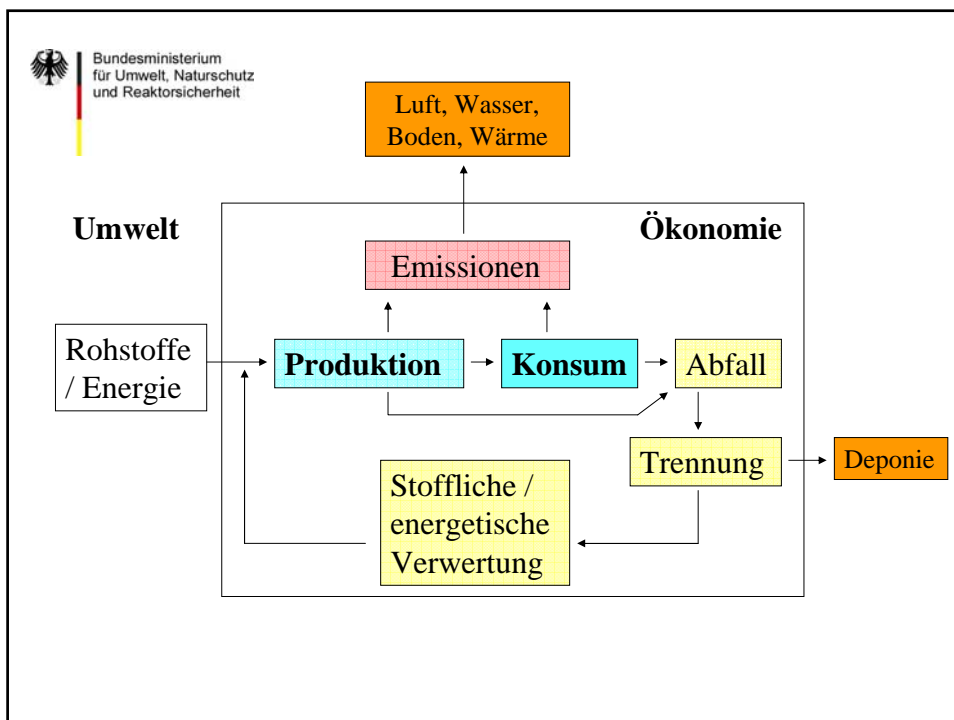 Bundesministerium
für Umwelt, Naturschutz
und Reaktorsicherheit
Luft, Wasser,
Boden, Wärme
Umwelt
Ökonomie
Emissionen
Rohstoffe
/ Energie
Produktion
Konsum
Abfall
Trennung
Deponie
Stoffliche /
energetische
Verwertung